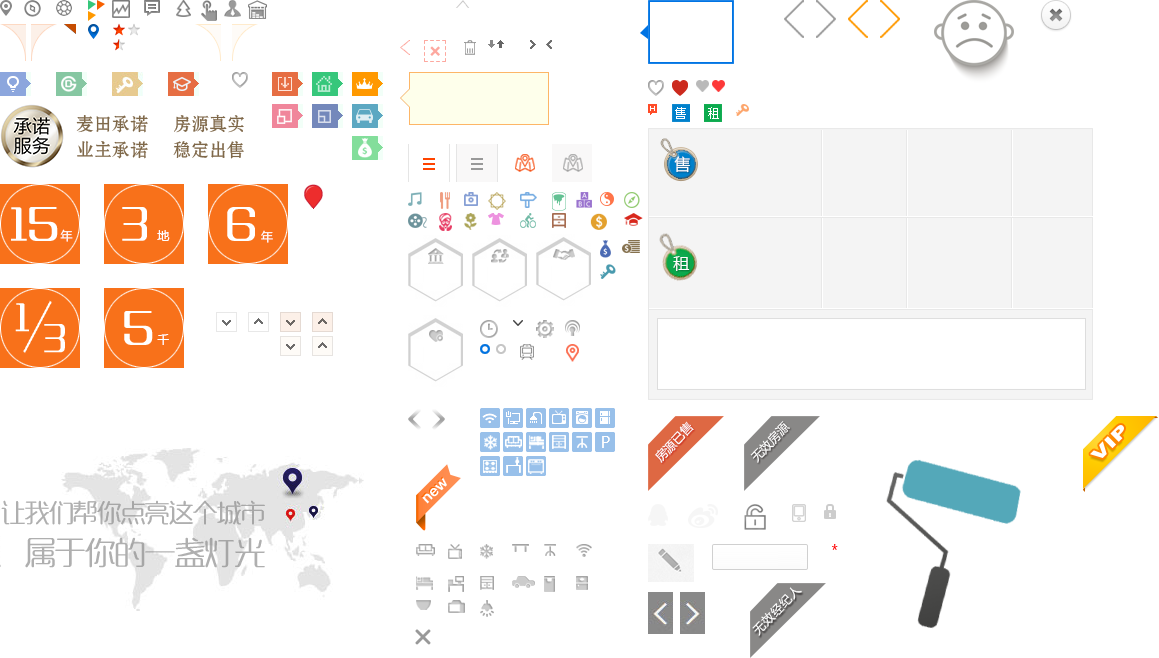 承诺
服务
麦田承诺 房源真实
业主承诺 稳定出售
售
租
售
租
15年
3地
6年
1/3
5千
P
new
房源已售
无效房源
VIP
让我们帮你点亮这个城市
属于你的一盏灯光
*
无效经纪人